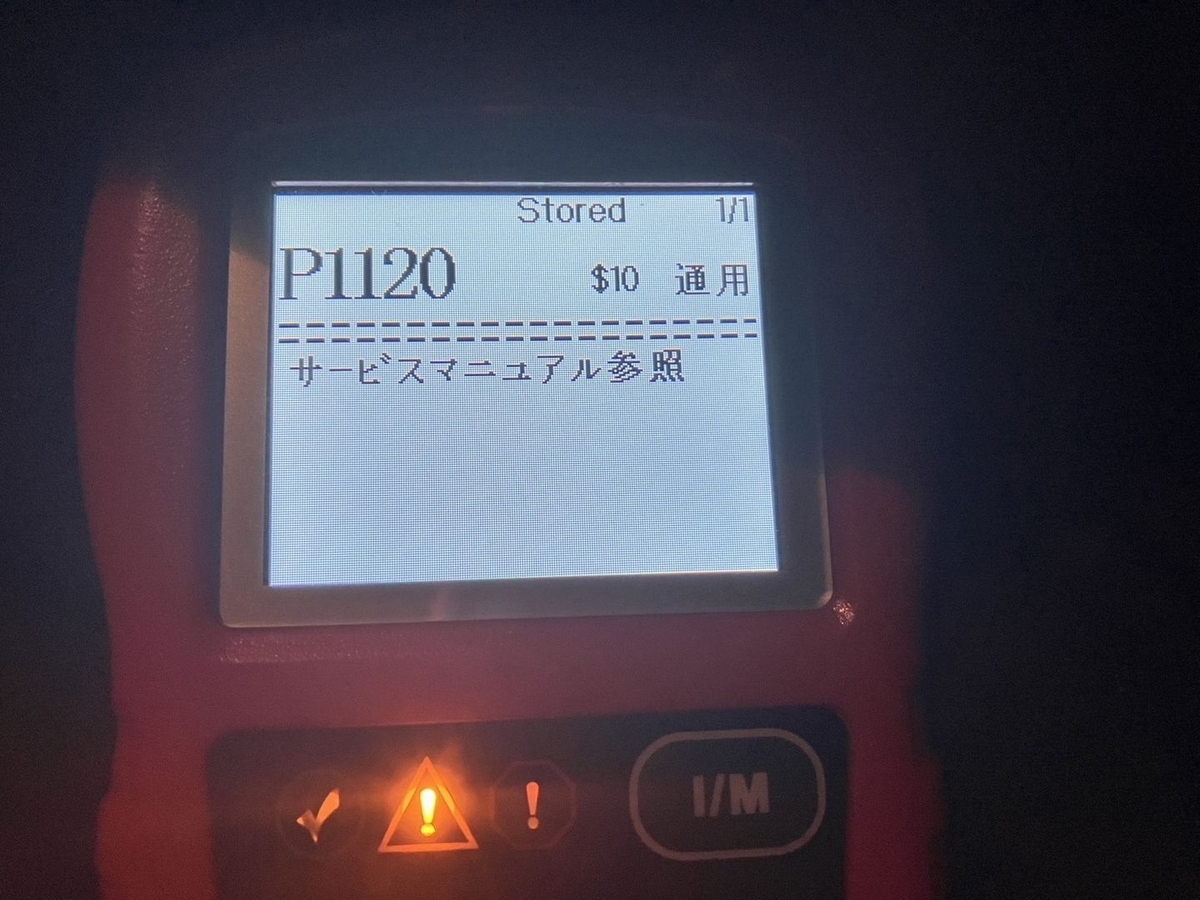 Stored 1/1
P1120 $10 通用
サービスマニュアル参照
I/M